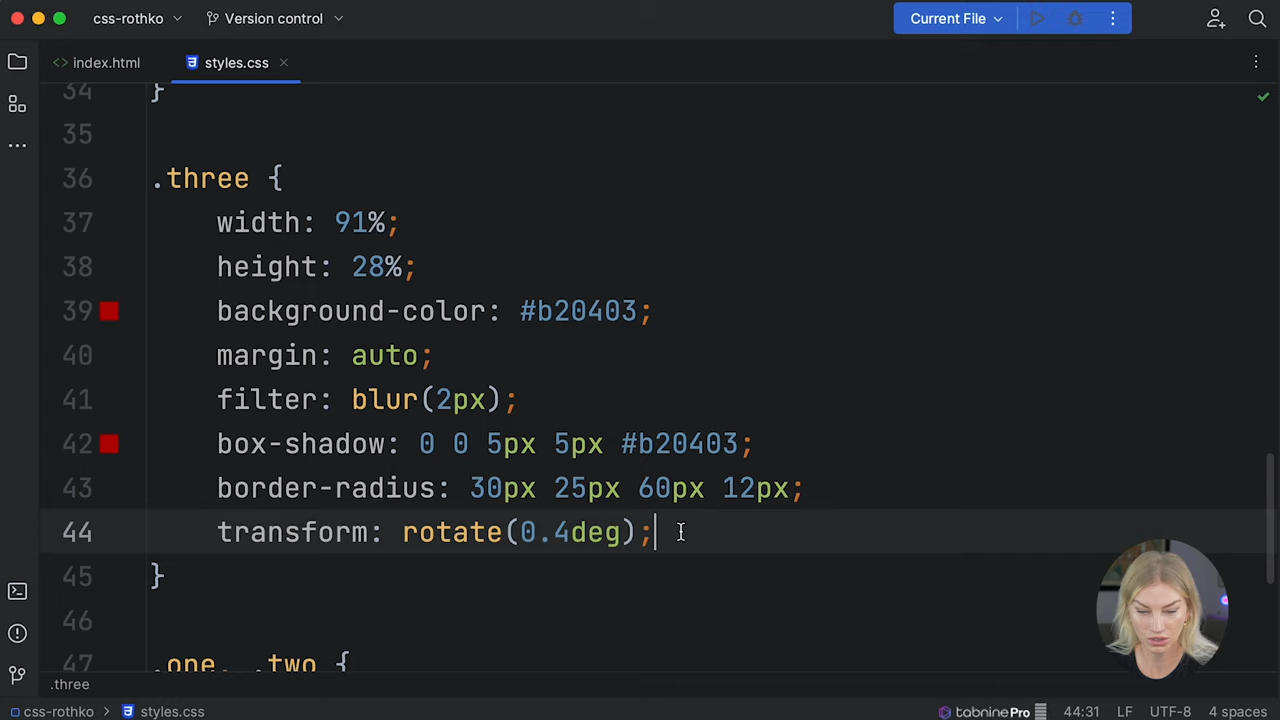 css-rothko
Version control
Current File
index.html
styles.css
34 }
35
36 .three {
37 width: 91%;
38 height: 28%;
39 background-color: #b20403;
40 margin: auto;
41 filter: blur(2px);
42 box-shadow: 0 0 5px 5px #b20403;
43 border-radius: 30px 25px 60px 12px;
44 transform: rotate(0.4deg);
45 }
46
47 .one, .two {
.three
css-rothko > styles.css
tabnine Pro 44:31 LF UTF-8 4 spaces